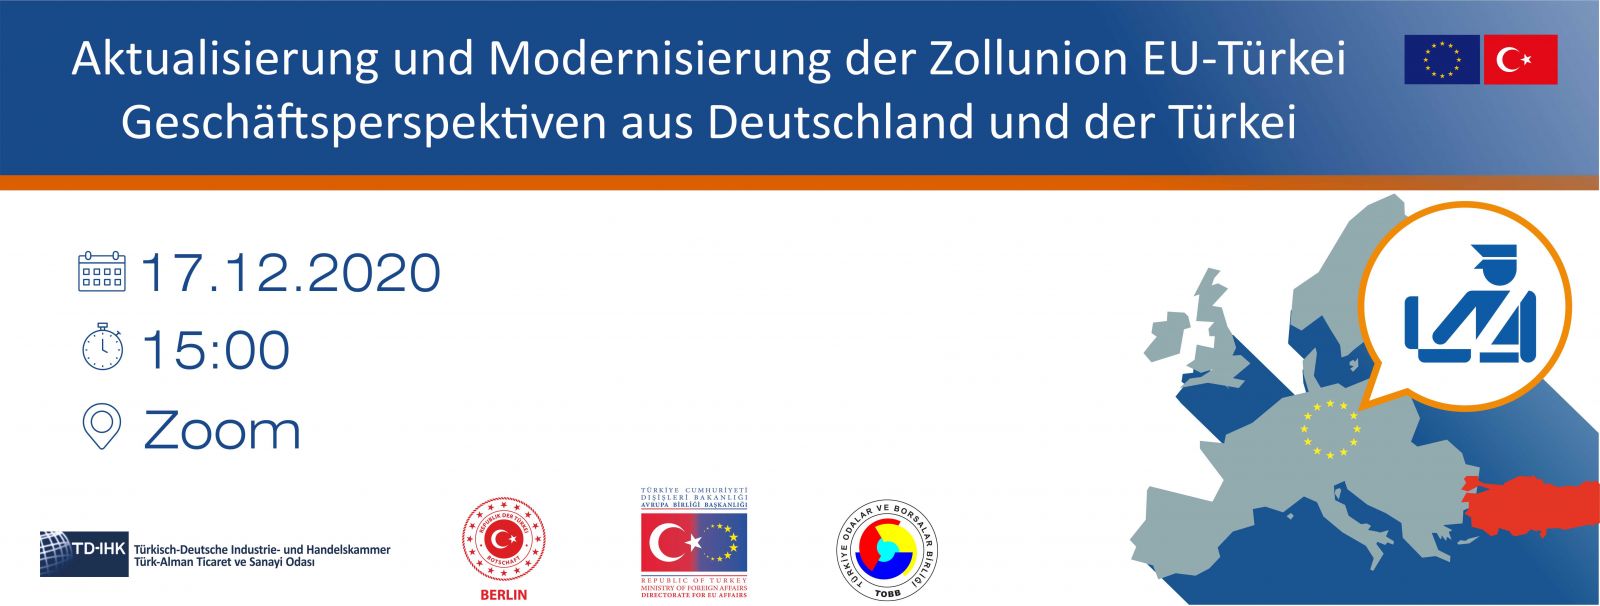 Aktualisierung und Modernisierung der Zollunion EU-Türkei
Geschäftsperspektiven aus Deutschland und der Türkei
17.12.2020
15:00
Zoom
TD-IHK
Türkisch-Deutsche Industrie- und Handelskammer
Türk-Alman Ticaret ve Sanayi Odası
REPUBLIK DER TÜRKEI
BOTSCHAFT
BERLIN
TÜRKİYE CUMHURİYETİ
DIŞİŞLERİ BAKANLIĞI
AVRUPA BİRLİĞİ BAŞKANLIĞI
REPUBLIC OF TURKEY
MINISTRY OF FOREIGN AFFAIRS
DIRECTORATE FOR EU AFFAIRS
TÜRKİYE ODALAR VE BORSALAR BİRLİĞİ
TOBB